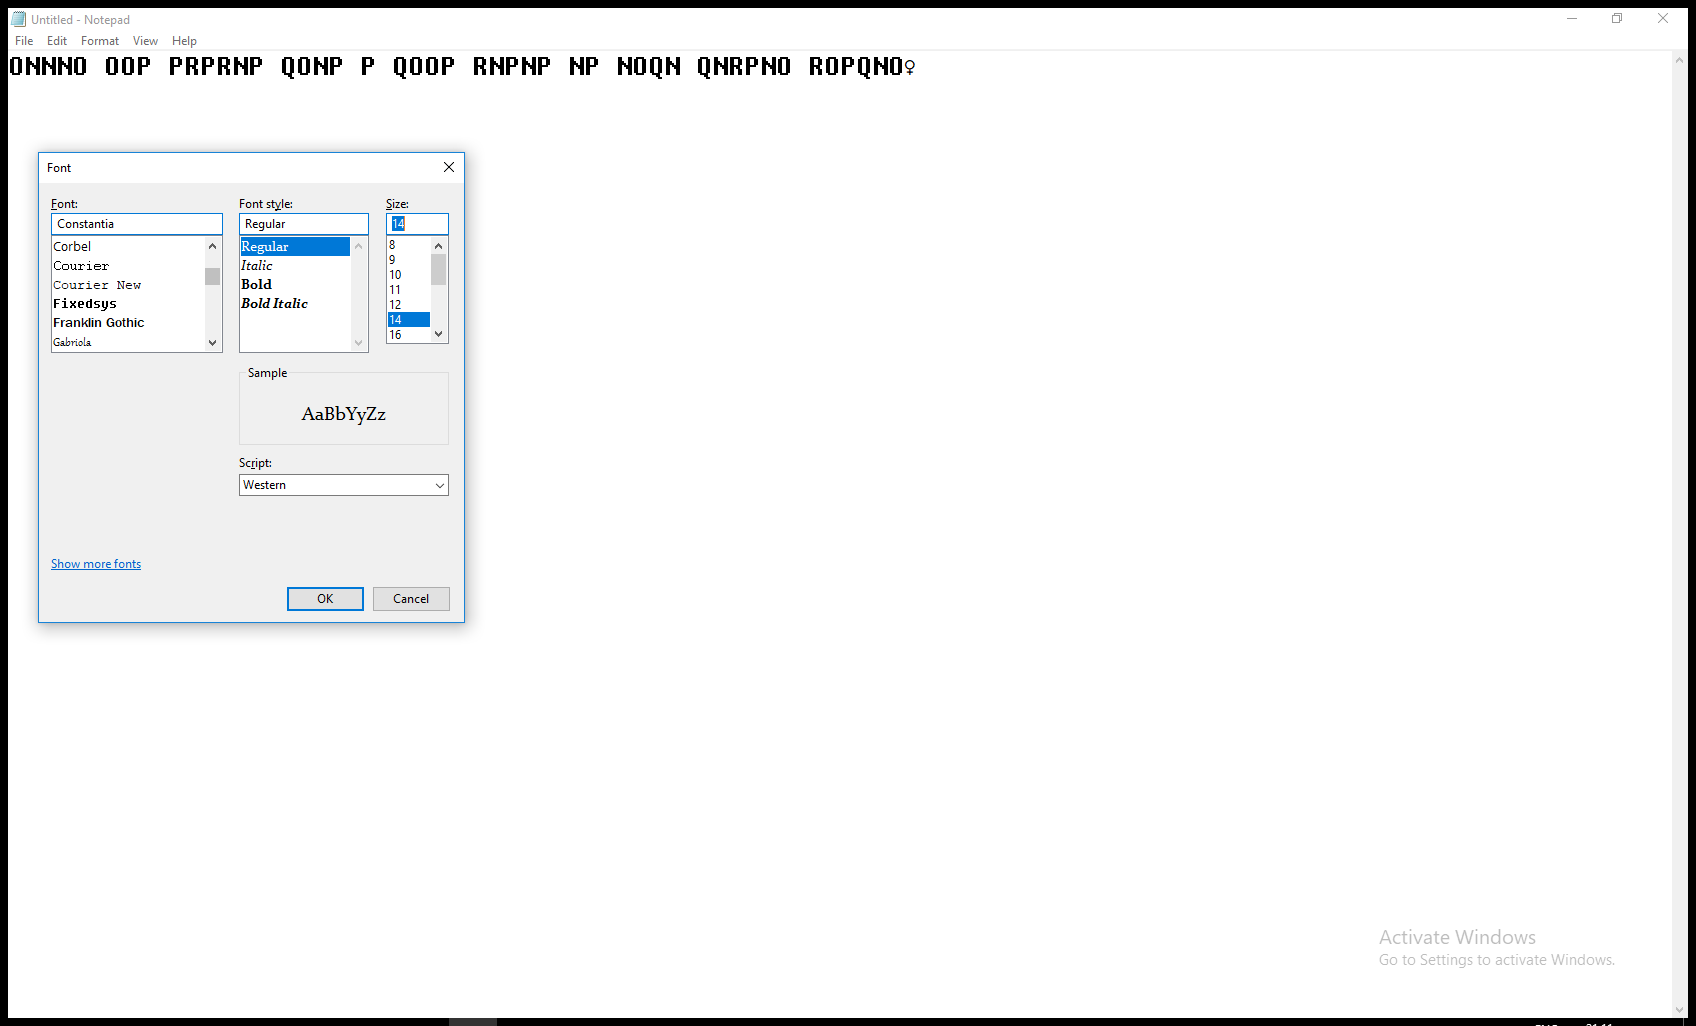 Untitled - Notepad
File Edit Format View Help
ONNNO OOP PRPRNP QONP P QOOP RNPNP NP NOQN QNRPNO ROPQNO♀
Font
Font:
Constantia
Corbel
Courier
Courier New
Fixedsys
Franklin Gothic
Gabriola
Font style:
Regular
Regular
Italic
Bold
Bold Italic
Size:
14
8
9
10
11
12
14
16
Sample
AaBbYyZz
Script:
Western
Show more fonts
OK Cancel
Activate Windows
Go to Settings to activate Windows.